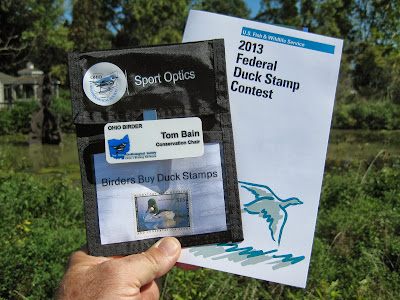 OHIO
Sport Optics
OHIO BIRDER
Tom Bain
Conservation Chair
Birders Buy Duck Stamps
U.S. Fish & Wildlife Service
2013
Federal
Duck Stamp
Contest